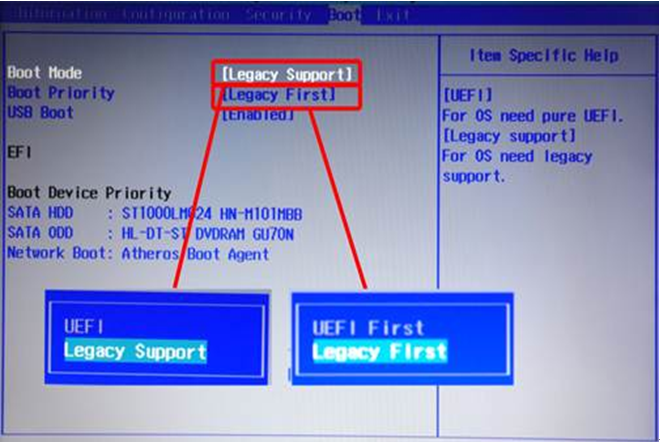 Information Configuration Security Boot Exit
Item Specific Help
Boot Mode [Legacy Support]
Boot Priority [Legacy First]
USB Boot [Enabled]
EFI
Boot Device Priority
SATA HDD : ST1000LM024 HN-M101MBB
SATA ODD : HL-DT-ST DVDRAM GU70N
Network Boot: Atheros Boot Agent
[UEFI]
For OS need pure UEFI.
[Legacy support]
For OS need legacy
support.
UEFI
Legacy Support
UEFI First
Legacy First